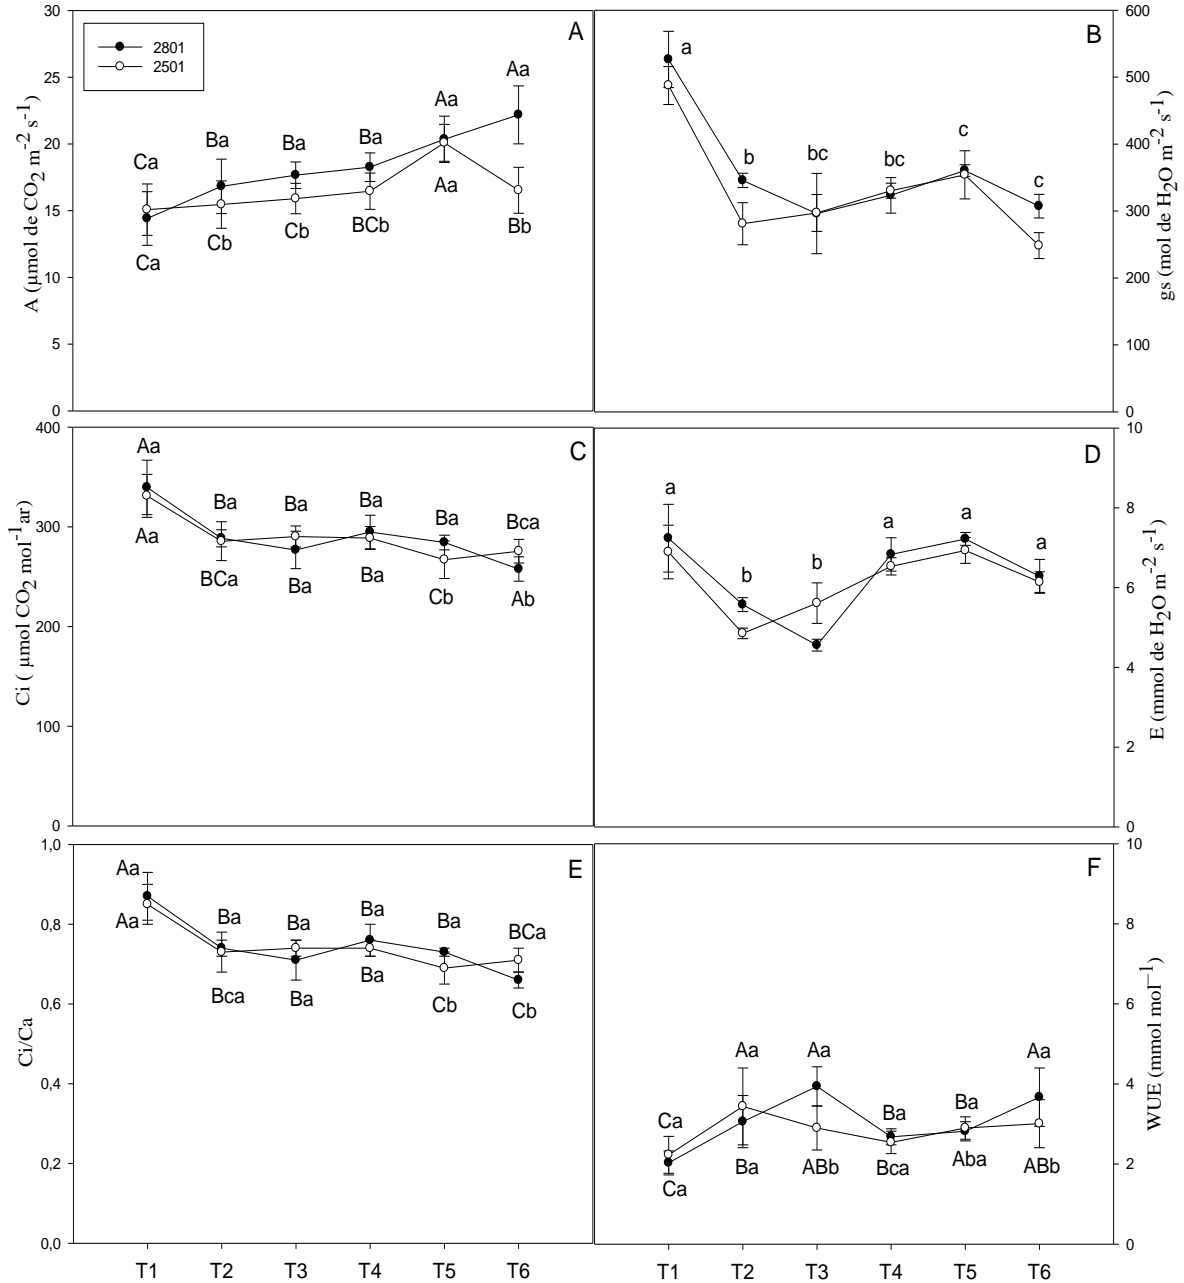 A
2801
2501
Aa
Aa
Ba
Ba
Ba
Ca
Aa
BCb
Bb
Cb
Cb
Ca
30
25
20
15
10
5
0
A (µmol de CO2 m-2 s-1)
B
a
b
bc
bc
c
c
600
500
400
300
200
100
0
gs (mol de H2O m-2 s-1)
C
Aa
Ba
Ba
Ba
Ba
Bca
Aa
BCa
Ba
Ba
Cb
Ab
400
300
200
100
0
Ci ( µmol CO2 mol-1ar)
D
a
b
b
a
a
a
10
8
6
4
2
0
E (mmol de H2O m-2 s-1)
E
Aa
Aa
Ba
Ba
Ba
Ba
BCa
Bca
Ba
Ba
Cb
Cb
1,0
0,8
0,6
0,4
0,2
0,0
Ci/Ca
T1 T2 T3 T4 T5 T6
F
Ca
Aa
Aa
Ba
Ba
Aa
Ca
Ba
ABb
Bca
Aba
ABb
10
8
6
4
2
0
WUE (mmol mol-1)
T1 T2 T3 T4 T5 T6